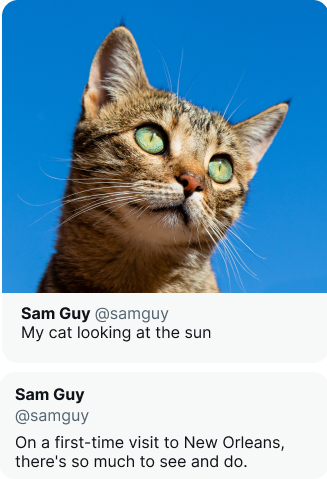 Sam Guy @samguy
My cat looking at the sun
Sam Guy
@samguy
On a first-time visit to New Orleans,
there's so much to see and do.